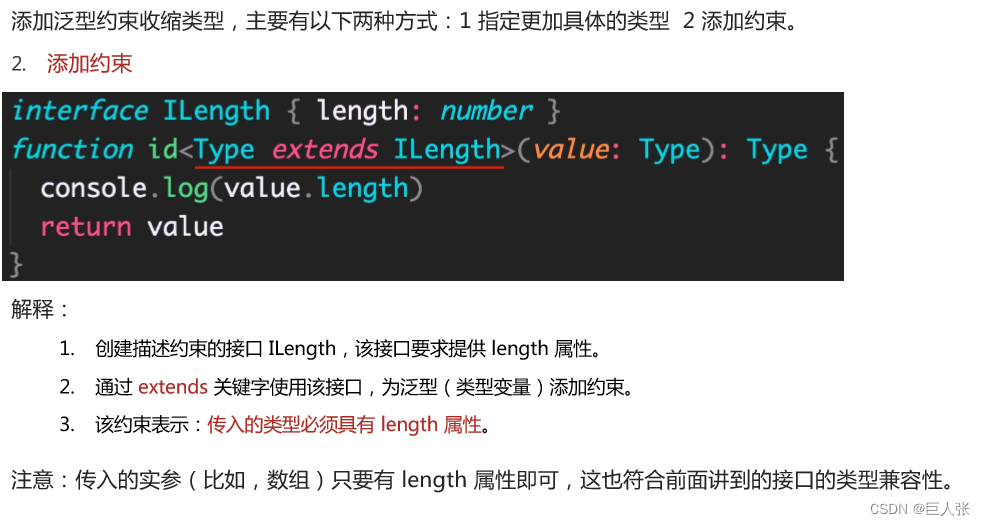 添加泛型约束收缩类型，主要有以下两种方式：1 指定更加具体的类型 2 添加约束。
2. 添加约束
interface ILength { length: number }
function id<Type extends ILength>(value: Type): Type {
console.log(value.length)
return value
}
解释：
1. 创建描述约束的接口 ILength，该接口要求提供 length 属性。
2. 通过 extends 关键字使用该接口，为泛型（类型变量）添加约束。
3. 该约束表示：传入的类型必须具有 length 属性。
注意：传入的实参（比如，数组）只要有 length 属性即可，这也符合前面讲到的接口的类型兼容性。
CSDN @巨人张